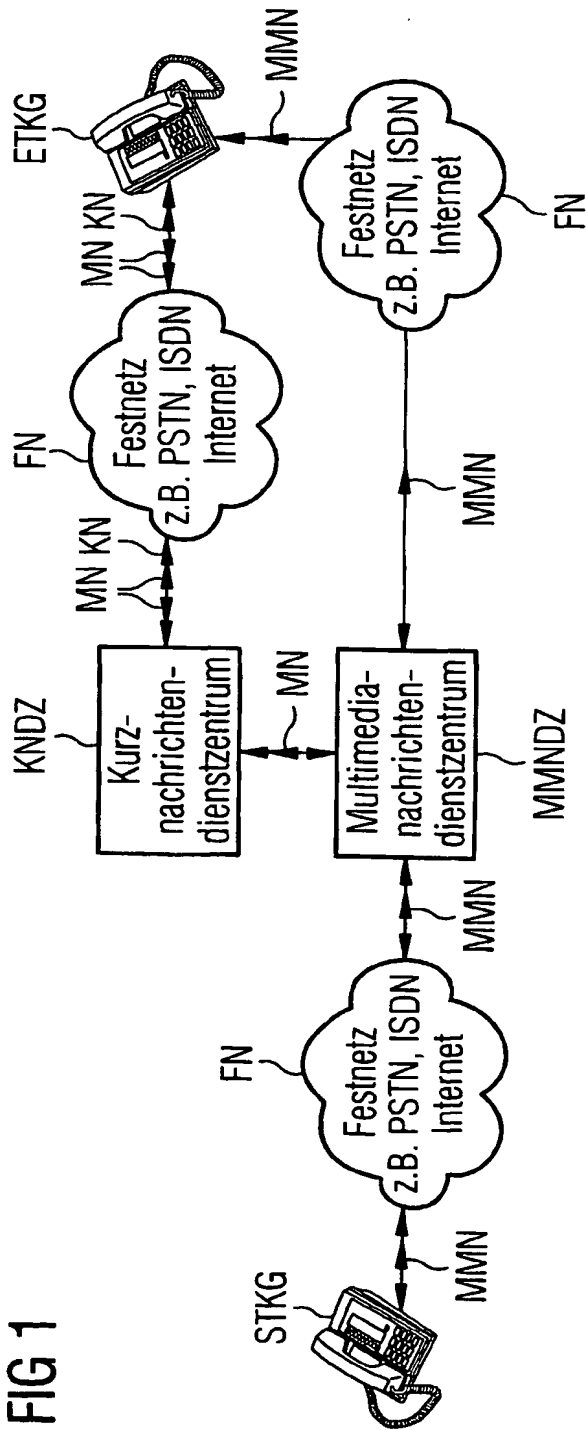 FIG 1
STKG
MMN
FN
Festnetz
z.B. PSTN, ISDN
Internet
MMN
KNDZ
Kurz-
nachrichten-
dienstzentrum
MN
Multimedia-
nachrichten-
dienstzentrum
MMNDZ
MN KN
FN
Festnetz
z.B. PSTN, ISDN
Internet
MN KN
ETKG
MMN
MMN
Festnetz
z.B. PSTN, ISDN
Internet
FN